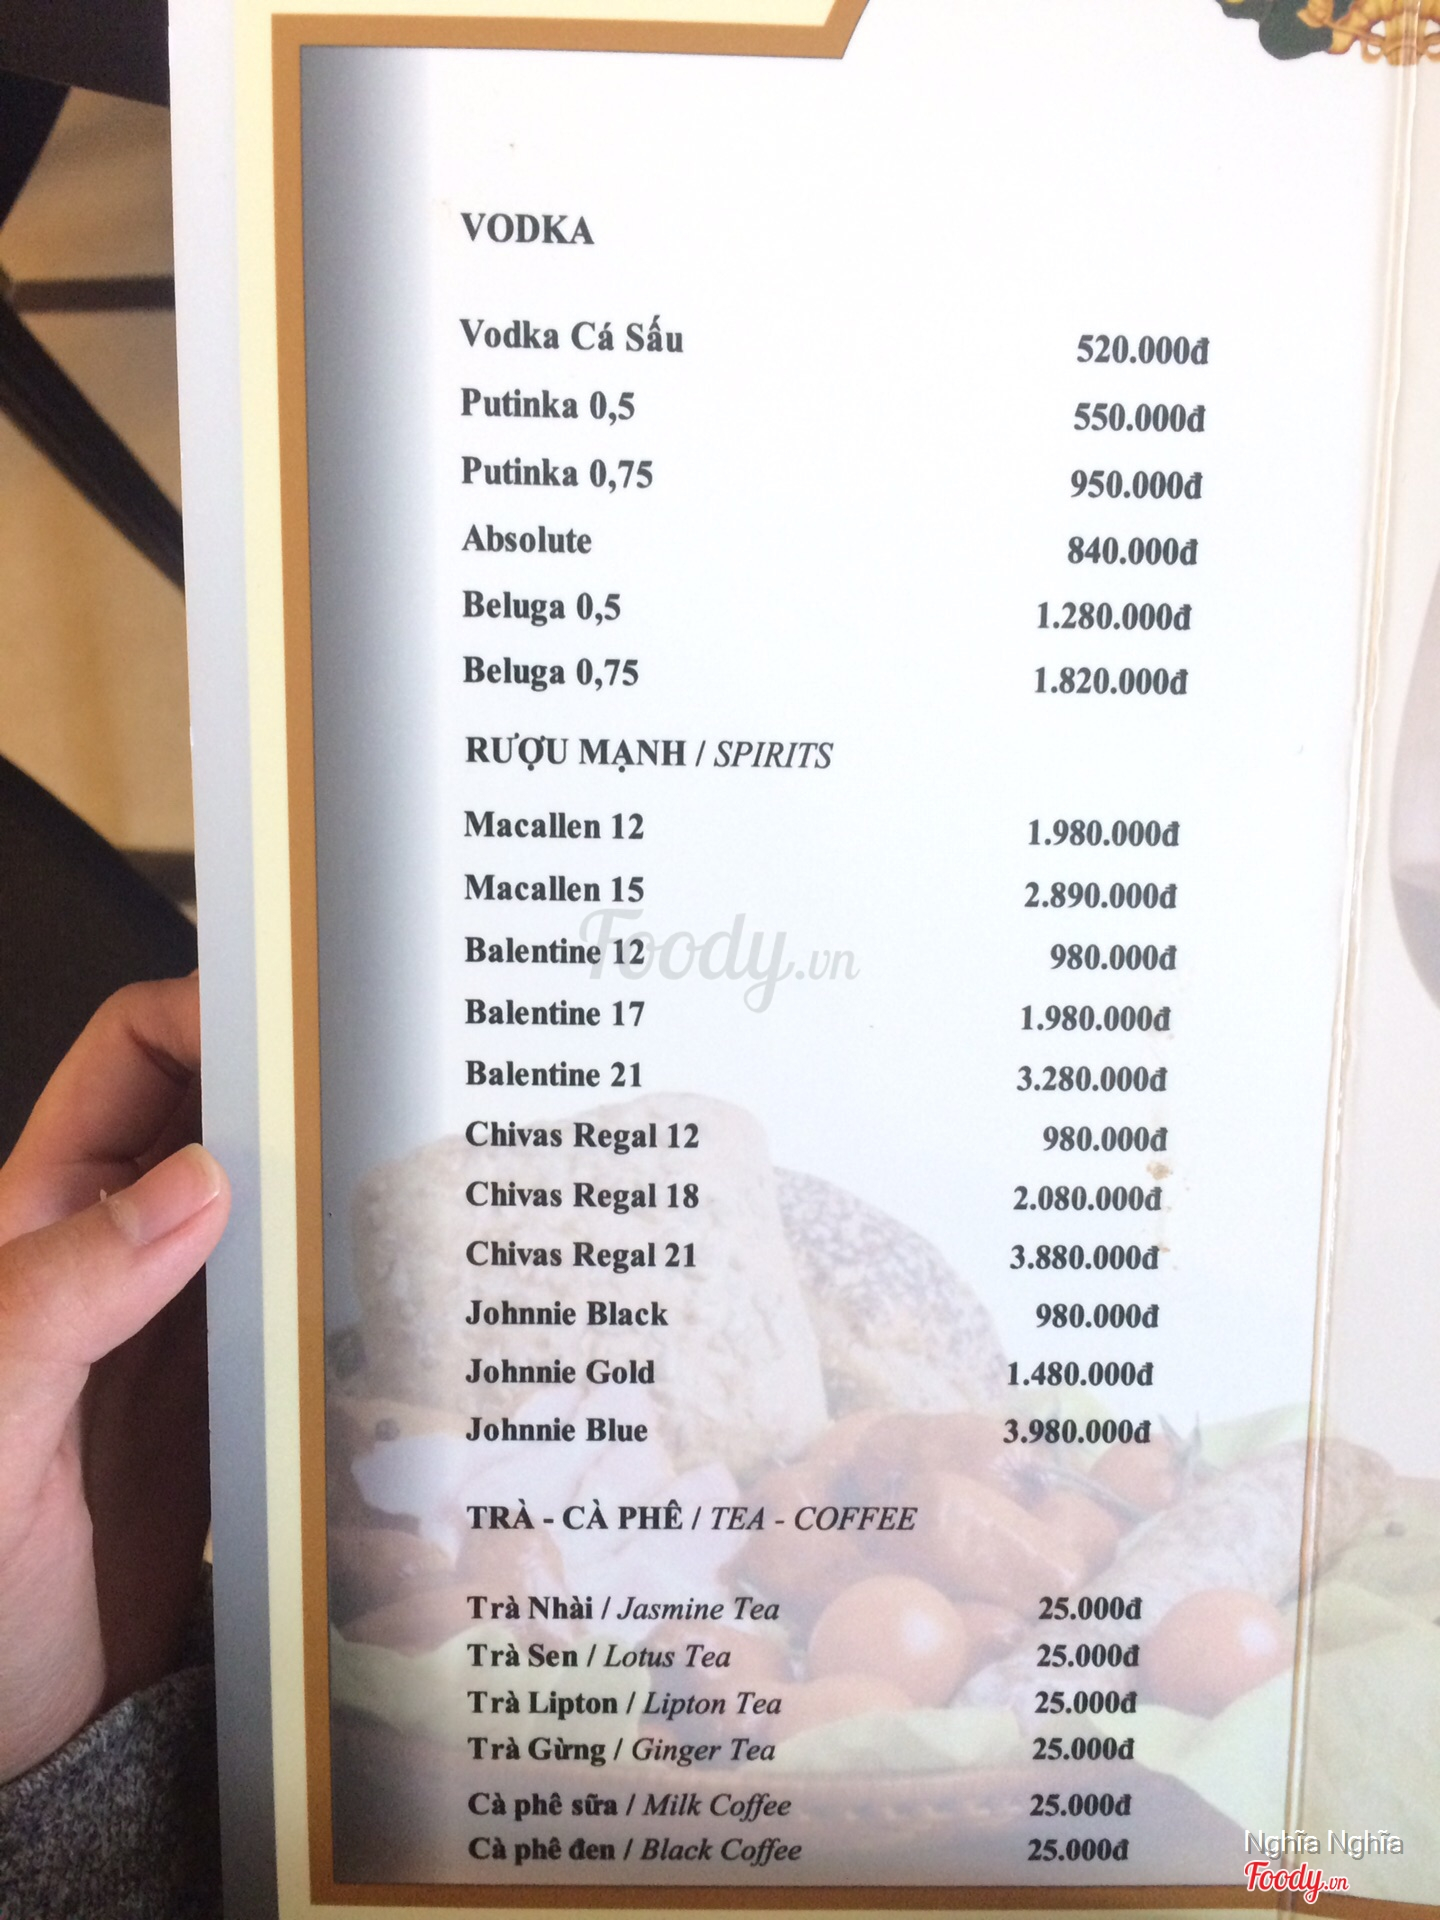 VODKA
Vodka Cá Sấu 520.000đ
Putinka 0,5 550.000đ
Putinka 0,75 950.000đ
Absolute 840.000đ
Beluga 0,5 1.280.000đ
Beluga 0,75 1.820.000đ
RƯỢU MẠNH / SPIRITS
Macallen 12 1.980.000đ
Macallen 15 2.890.000đ
Balentine 12 980.000đ
Foody.vn
Balentine 17 1.980.000đ
Balentine 21 3.280.000đ
Chivas Regal 12 980.000đ
Chivas Regal 18 2.080.000đ
Chivas Regal 21 3.880.000đ
Johnnie Black 980.000đ
Johnnie Gold 1.480.000đ
Johnnie Blue 3.980.000đ
TRÀ - CÀ PHÊ / TEA - COFFEE
Trà Nhài / Jasmine Tea 25.000đ
Trà Sen / Lotus Tea 25.000đ
Trà Lipton / Lipton Tea 25.000đ
Trà Gừng / Ginger Tea 25.000đ
Cà phê sữa / Milk Coffee 25.000đ
Cà phê đen / Black Coffee 25.000đ
Nghĩa Nghĩa
Foody.vn